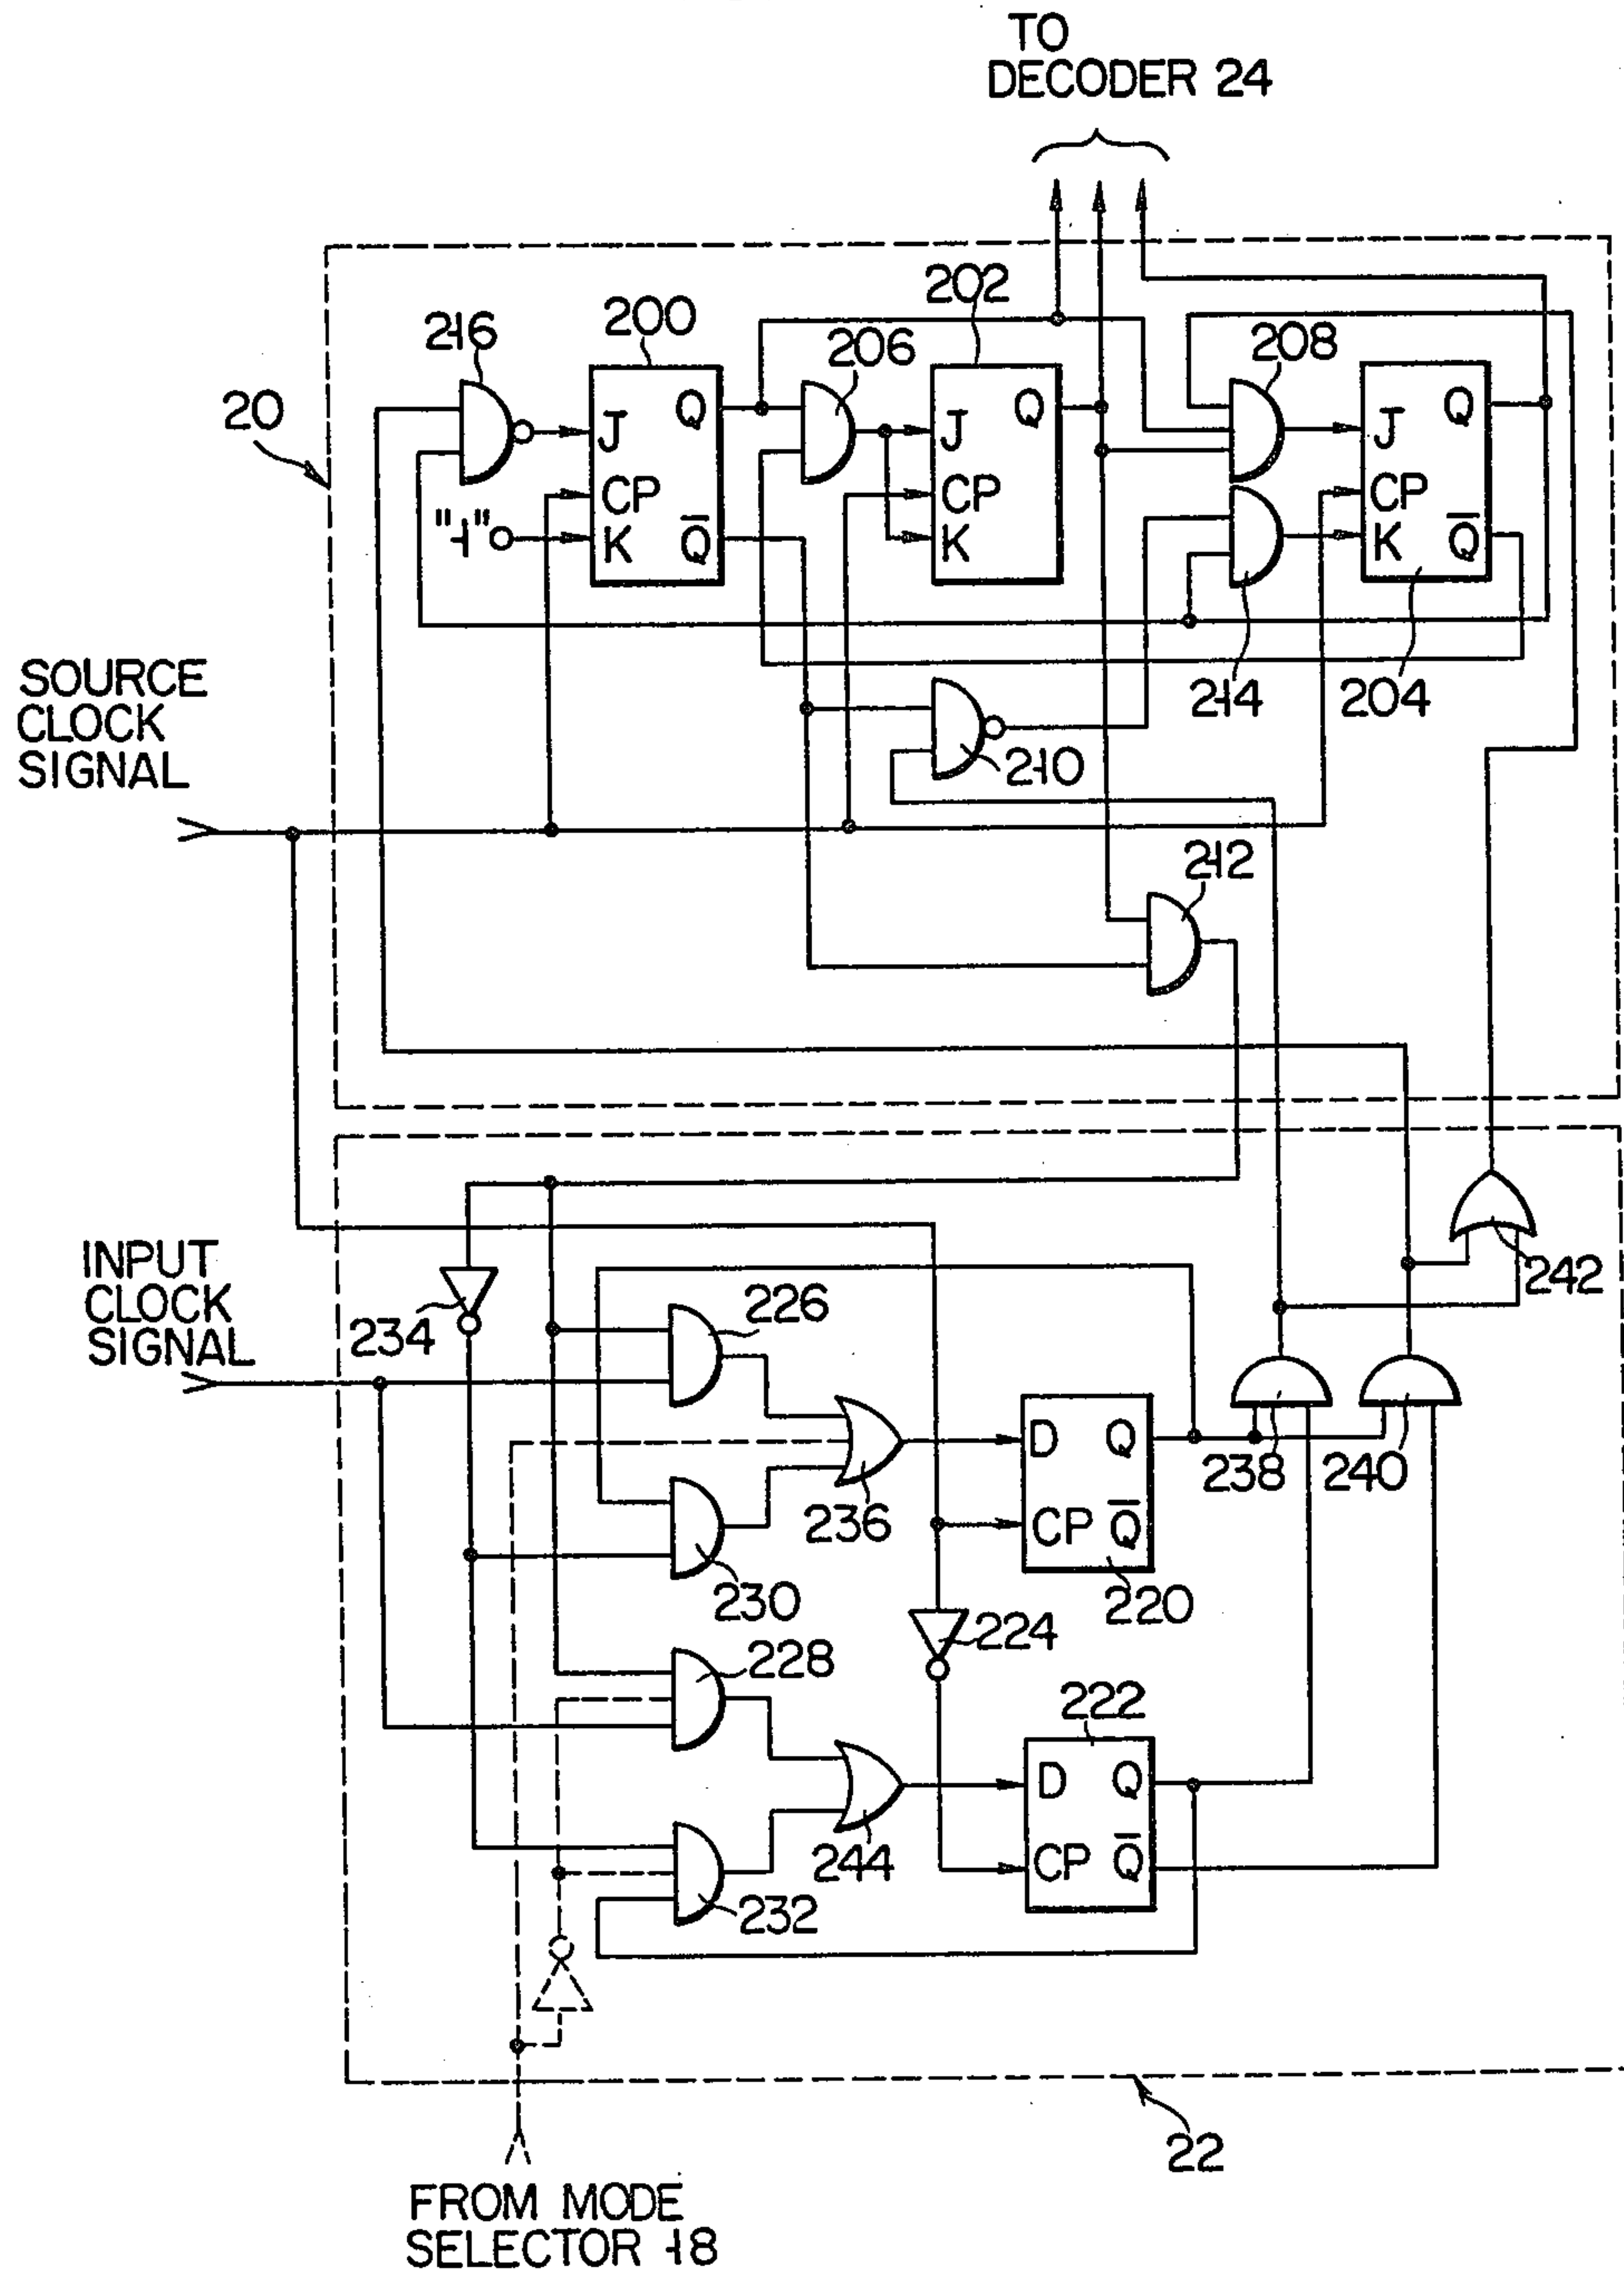 TO
DECODER 24
202
200
216
206
208
20
J Q
CP
K Q̅
"1"
J Q
CP
K
J Q
CP
K Q̅
SOURCE
CLOCK
SIGNAL
214
204
210
212
INPUT
CLOCK
SIGNAL
242
234
226
D Q
CP Q̅
238
240
236
230
220
224
228
222
D Q
CP Q̅
244
232
22
FROM MODE
SELECTOR 18